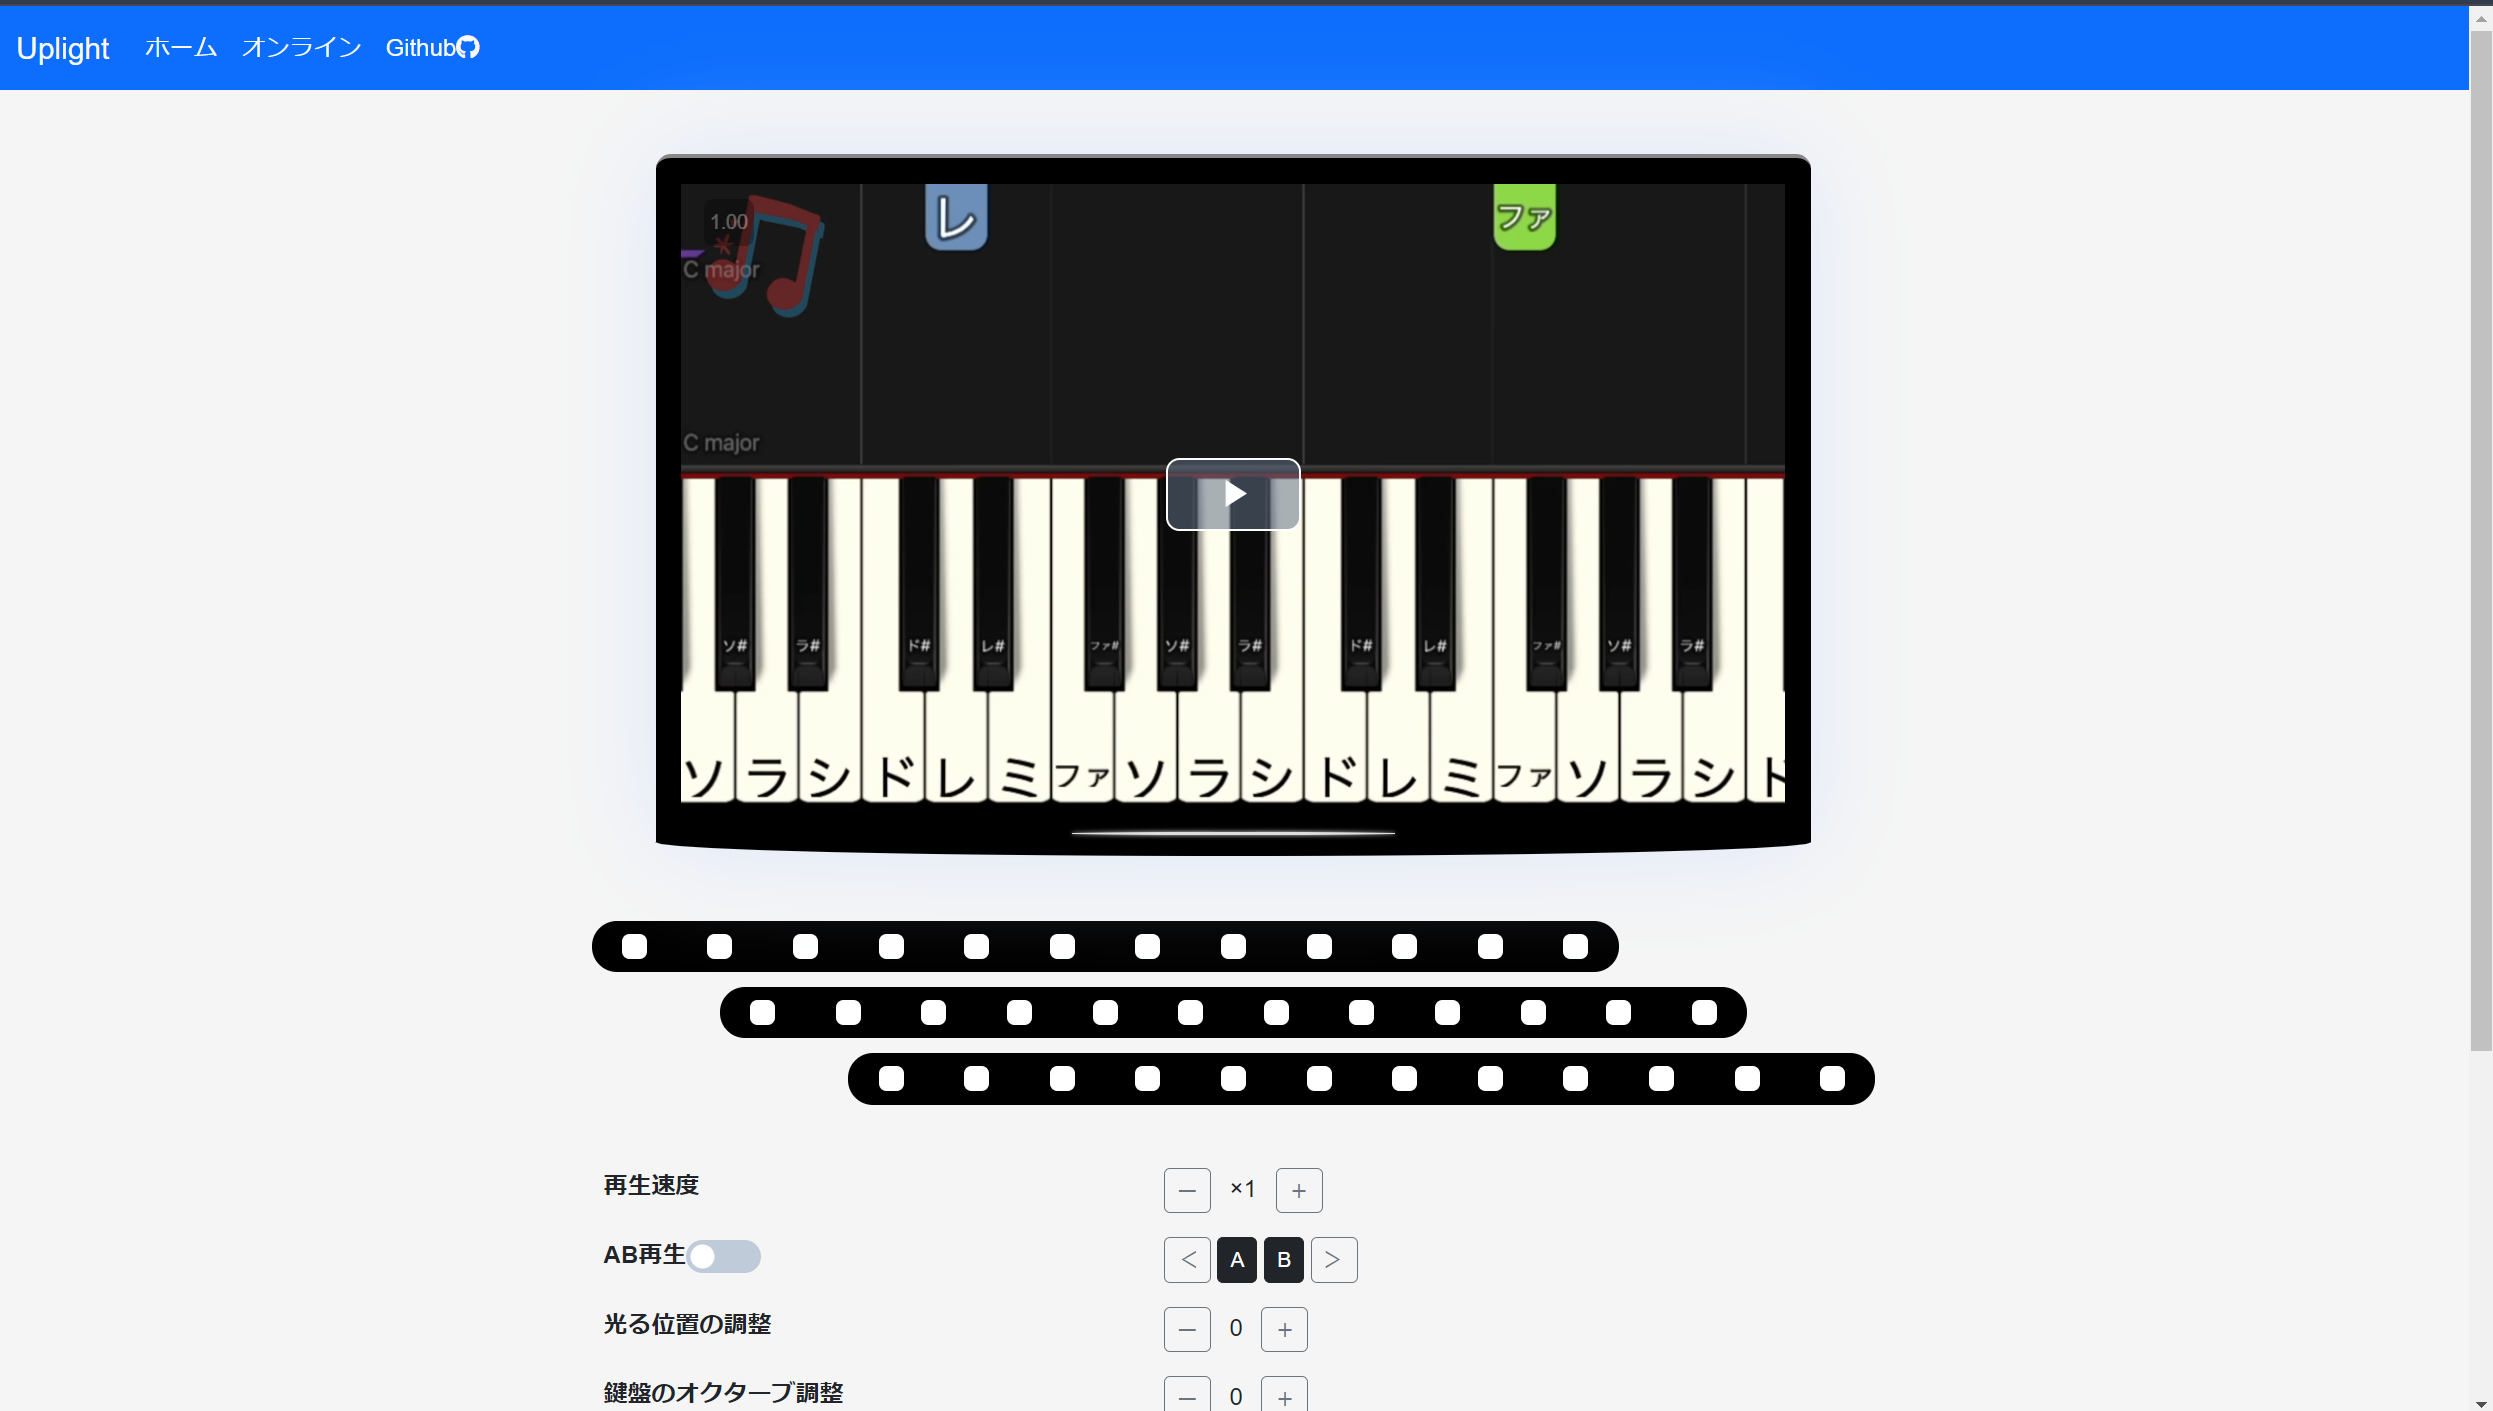 Uplight ホーム オンライン Github
レ ファ
1.00
C major
C major
ソ# ラ# ド# レ# ファ# ソ# ラ# ド# レ# ファ# ソ# ラ#
ソ ラ シ ド レ ミ ファ ソ ラ シ ド レ ミ ファ ソ ラ シ ド
再生速度 － ×1 ＋
AB再生 < A B >
光る位置の調整 － 0 ＋
鍵盤のオクターブ調整 － 0 ＋